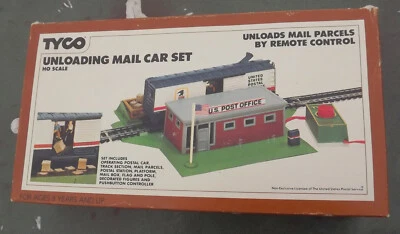 TYCO
UNLOADING MAIL CAR SET
HO SCALE
UNLOADS MAIL PARCELS
BY REMOTE CONTROL
UNITED
STATES
POSTAL
U.S. POST OFFICE
SET INCLUDES
OPERATING POSTAL CAR,
TRACK SECTION, MAIL PARCELS,
POSTAL STATION, PLATFORM,
MAIL BOX, FLAG AND POLE,
DECORATED FIGURES AND
PUSHBUTTON CONTROLLER
FOR AGES 8 YEARS AND UP